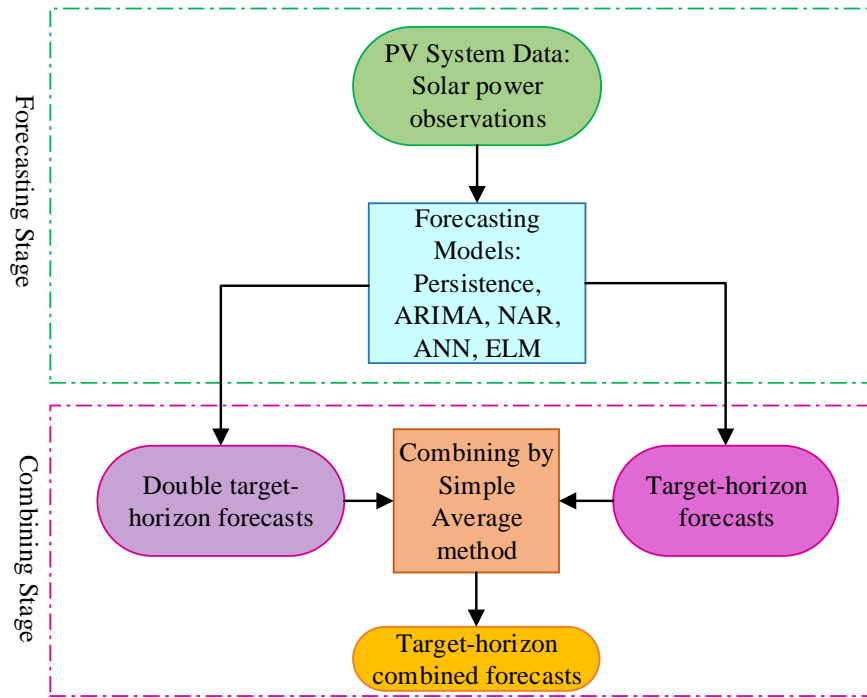 Forecasting Stage
PV System Data:
Solar power
observations
Forecasting
Models:
Persistence,
ARIMA, NAR,
ANN, ELM
Combining Stage
Double target-
horizon forecasts
Combining by
Simple
Average
method
Target-horizon
forecasts
Target-horizon
combined forecasts